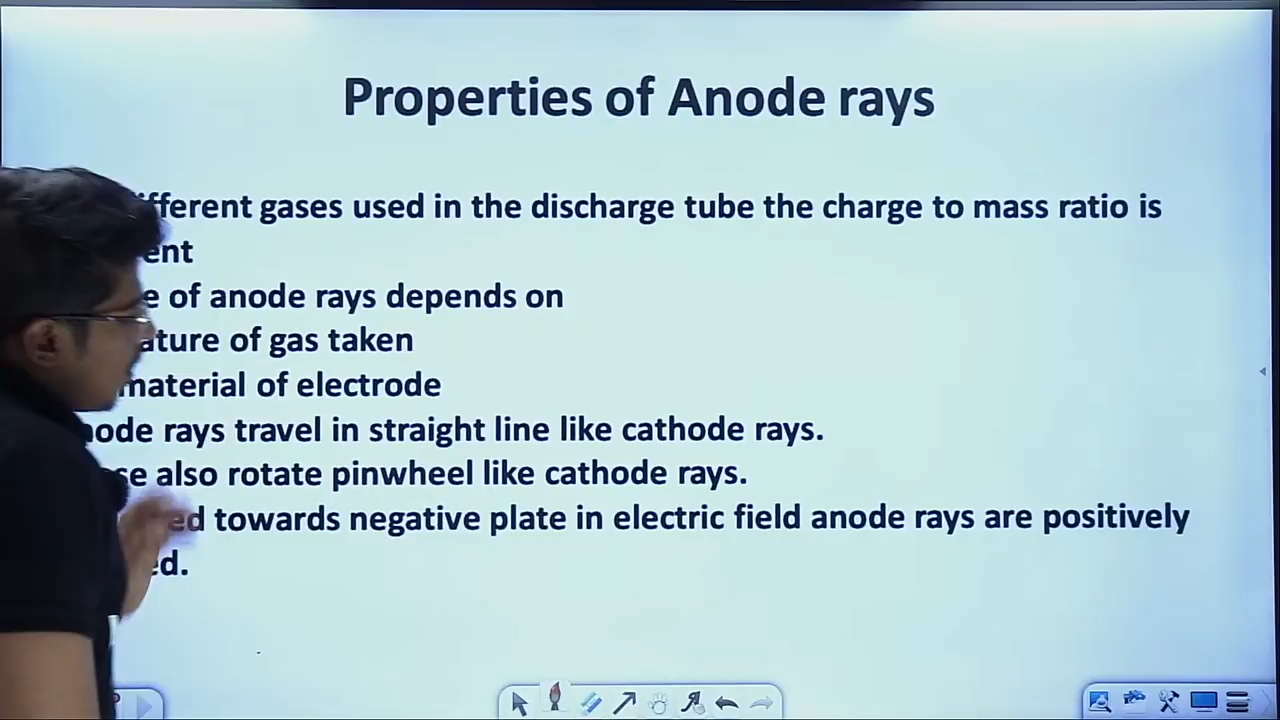 Properties of Anode rays
ifferent gases used in the discharge tube the charge to mass ratio is
ent
e of anode rays depends on
ature of gas taken
material of electrode
node rays travel in straight line like cathode rays.
se also rotate pinwheel like cathode rays.
ed towards negative plate in electric field anode rays are positively
ed.